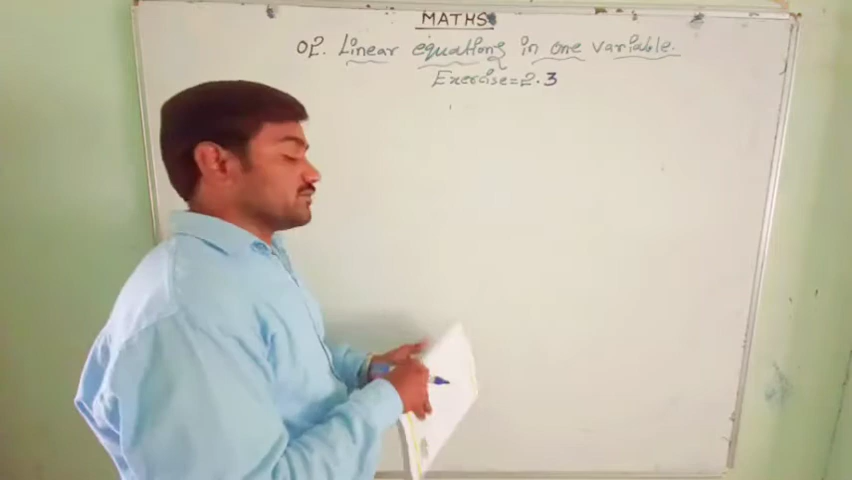 MATHS
02. Linear equations in one variable.
Exercise=2.3